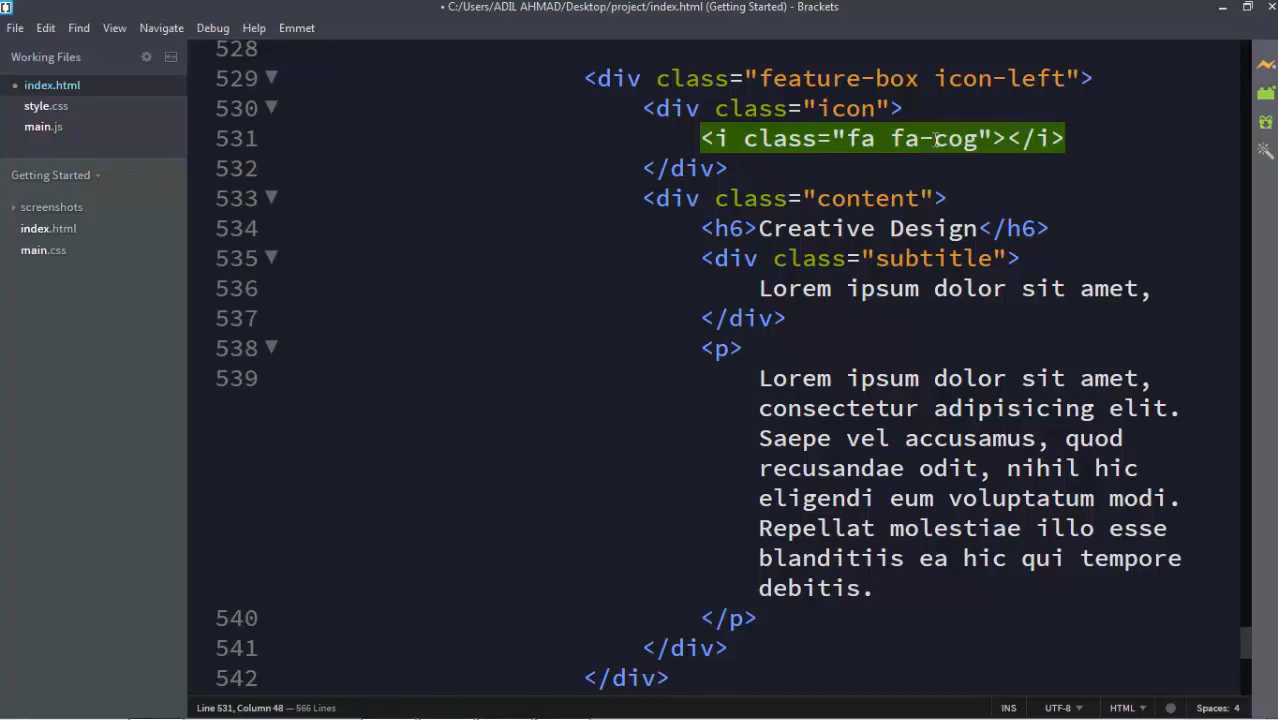 • C:/Users/ADIL AHMAD/Desktop/project/index.html (Getting Started) - Brackets
File Edit Find View Navigate Debug Help Emmet
Working Files
index.html
style.css
main.js
Getting Started
screenshots
index.html
main.css
528
529 <div class="feature-box icon-left">
530 <div class="icon">
531 <i class="fa fa-cog"></i>
532 </div>
533 <div class="content">
534 <h6>Creative Design</h6>
535 <div class="subtitle">
536 Lorem ipsum dolor sit amet,
537 </div>
538 <p>
539 Lorem ipsum dolor sit amet,
consectetur adipisicing elit.
Saepe vel accusamus, quod
recusandae odit, nihil hic
eligendi eum voluptatum modi.
Repellat molestiae illo esse
blanditiis ea hic qui tempore
debitis.
540 </p>
541 </div>
542 </div>
Line 531, Column 48 — 566 Lines INS UTF-8 HTML Spaces: 4